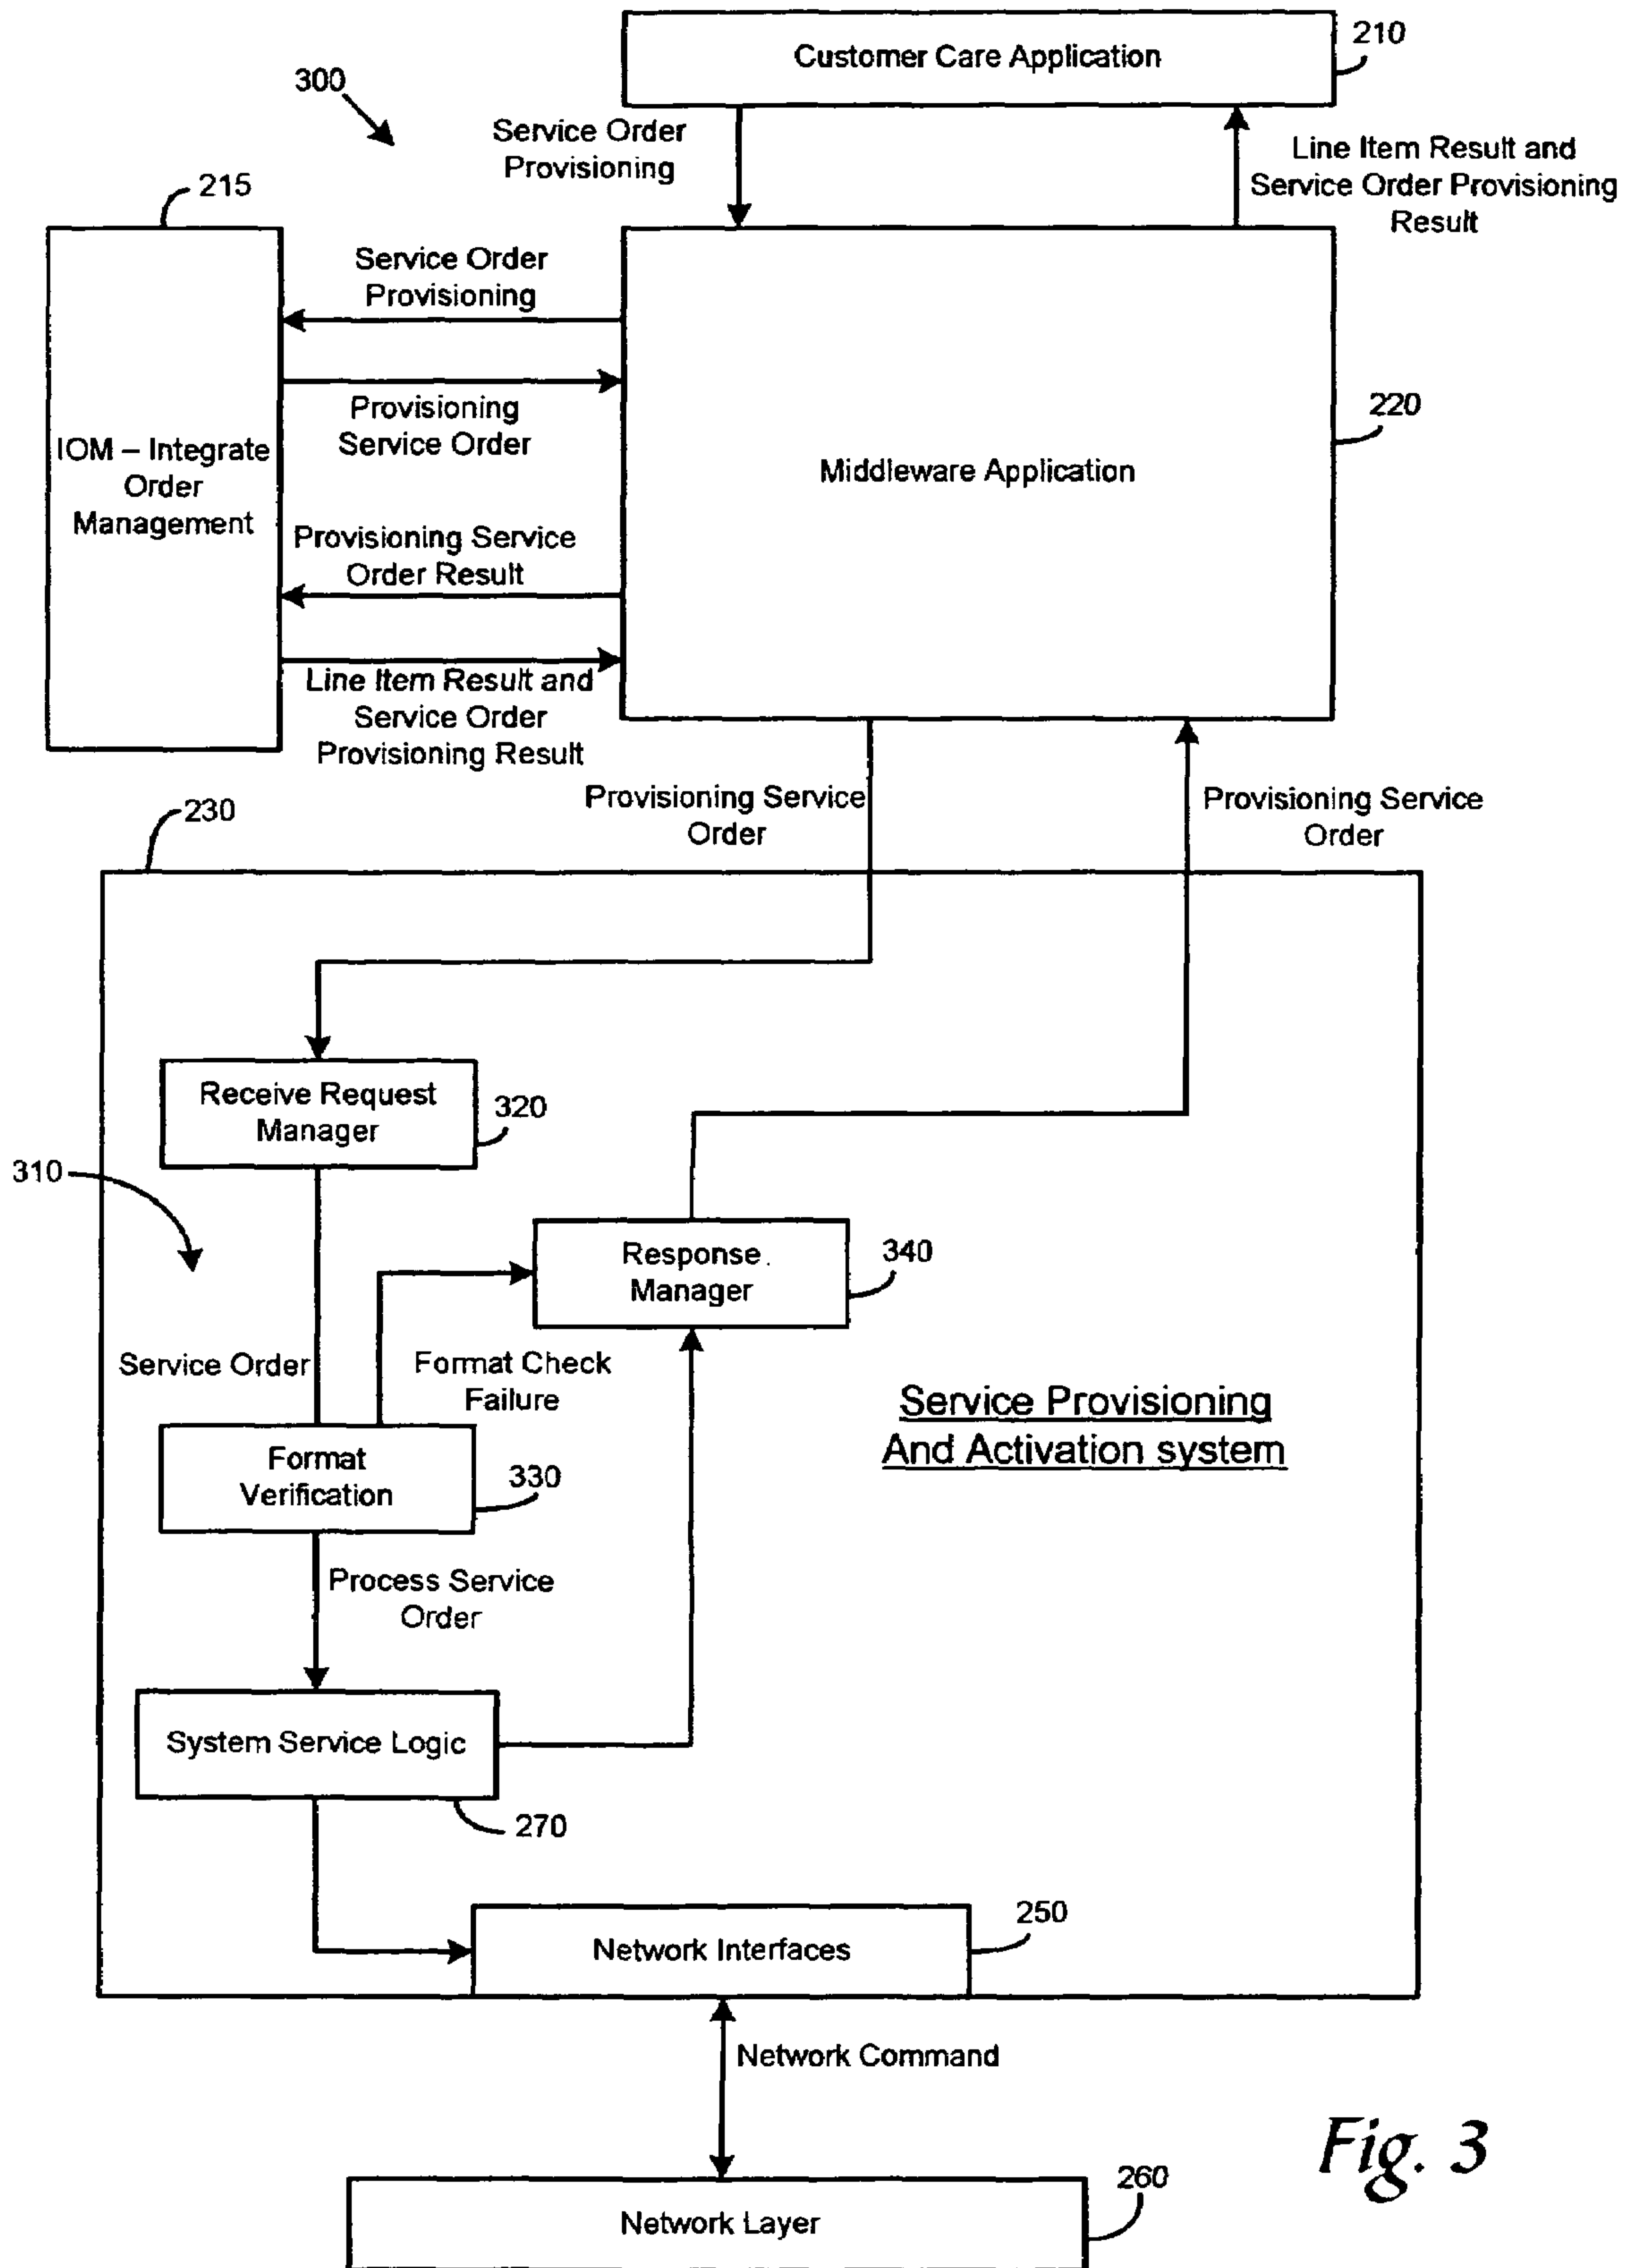 Customer Care Application
210
300
Service Order
Provisioning
Line Item Result and
Service Order Provisioning
Result
215
Service Order
Provisioning
Provisioning
Service Order
220
IOM – Integrate
Order
Management
Middleware Application
Provisioning Service
Order Result
Line Item Result and
Service Order
Provisioning Result
Provisioning Service
Order
Provisioning Service
Order
230
Receive Request
Manager
320
310
Response
Manager
340
Service Order
Format Check
Failure
Service Provisioning
And Activation system
Format
Verification
330
Process Service
Order
System Service Logic
270
250
Network Interfaces
Network Command
Fig. 3
260
Network Layer